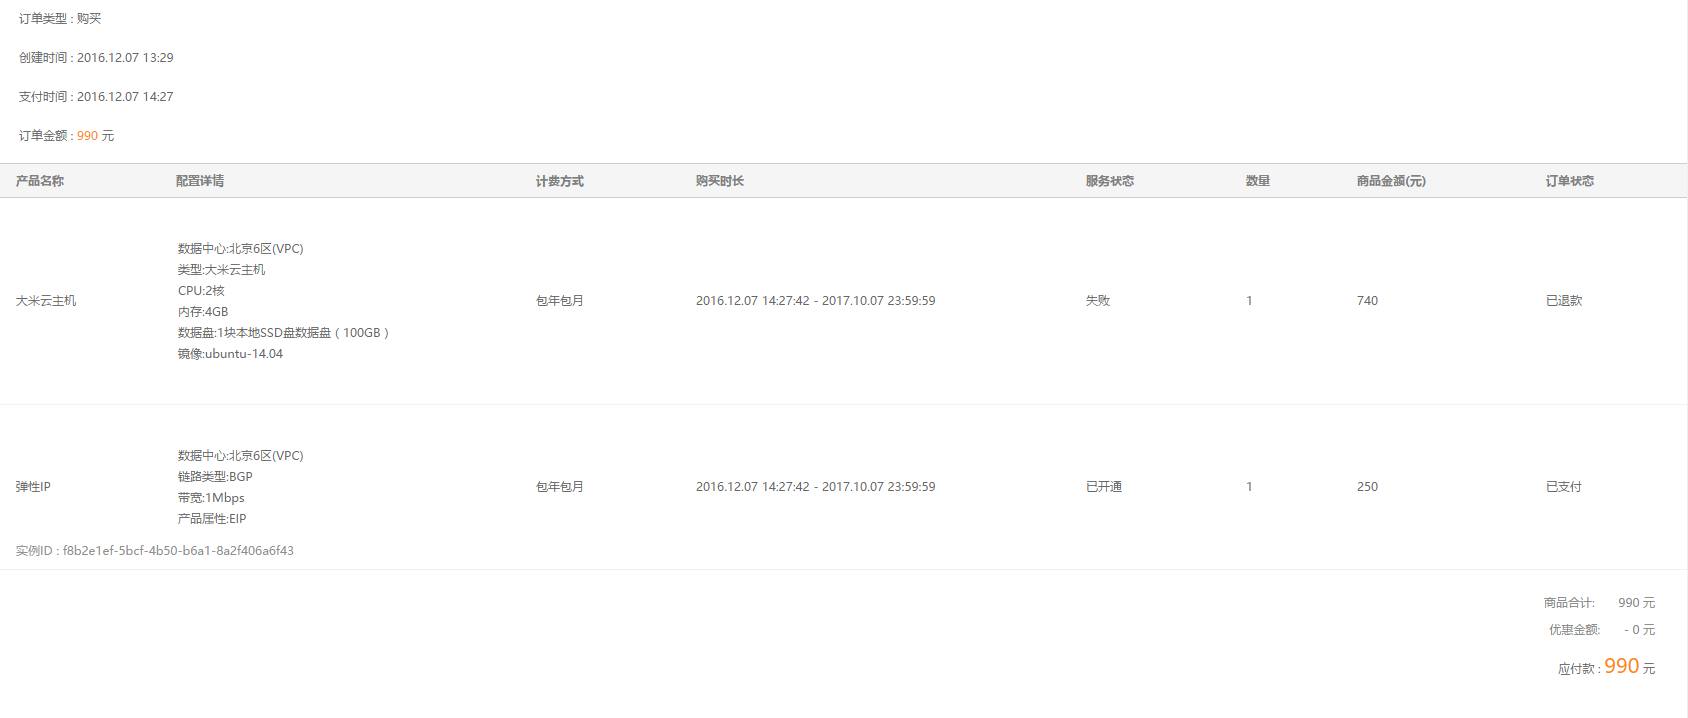 订单类型 : 购买
创建时间 : 2016.12.07 13:29
支付时间 : 2016.12.07 14:27
订单金额 : 990 元
产品名称 配置详情 计费方式 购买时长 服务状态 数量 商品金额(元) 订单状态
数据中心:北京6区(VPC)
类型:大米云主机
CPU:2核
大米云主机 包年包月 2016.12.07 14:27:42 - 2017.10.07 23:59:59 失败 1 740 已退款
内存:4GB
数据盘:1块本地SSD盘数据盘 ( 100GB )
镜像:ubuntu-14.04
数据中心:北京6区(VPC)
链路类型:BGP
弹性IP 包年包月 2016.12.07 14:27:42 - 2017.10.07 23:59:59 已开通 1 250 已支付
带宽:1Mbps
产品属性:EIP
实例ID : f8b2e1ef-5bcf-4b50-b6a1-8a2f406a6f43
商品合计: 990 元
优惠金额: - 0 元
应付款 : 990 元